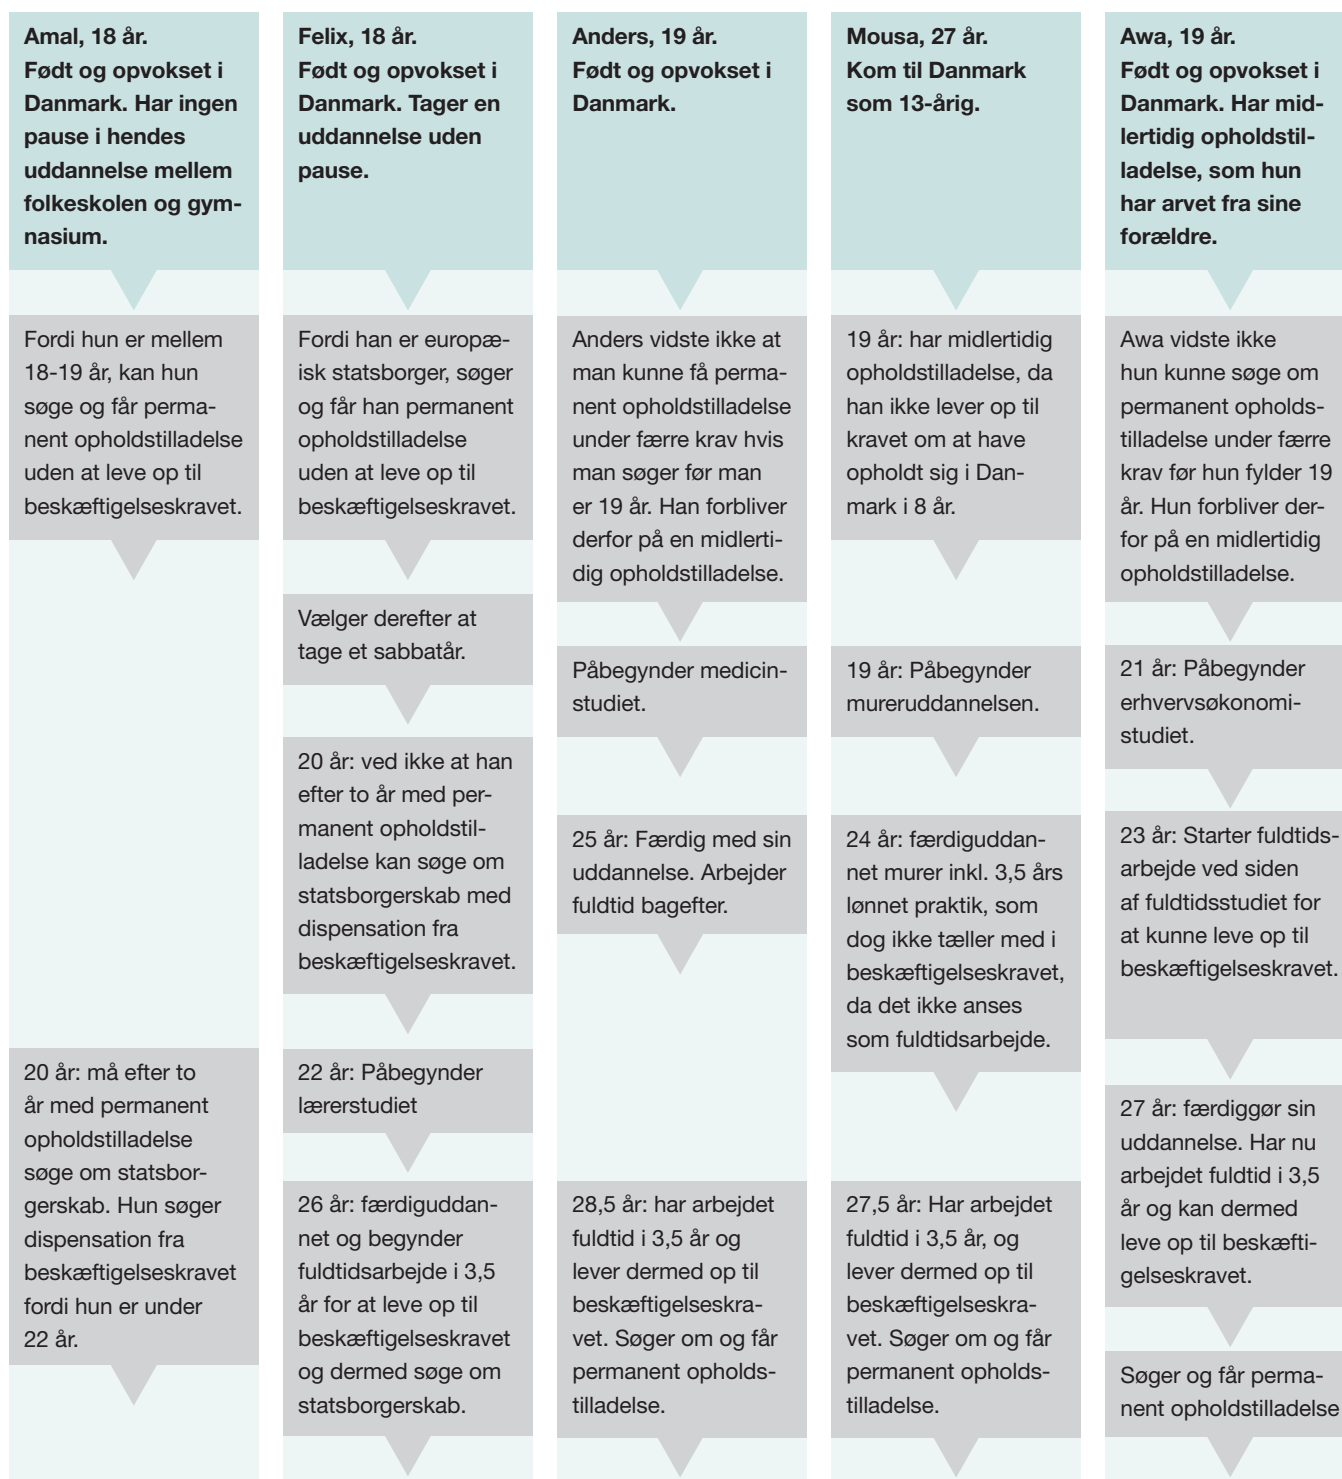 Amal, 18 år.
Født og opvokset i
Danmark. Har ingen
pause i hendes
uddannelse mellem
folkeskolen og gym-
nasium.
Fordi hun er mellem
18-19 år, kan hun
søge og får perma-
nent opholdstilladelse
uden at leve op til
beskæftigelseskravet.
20 år: må efter to
år med permanent
opholdstilladelse
søge om statsbor-
gerskab. Hun søger
dispensation fra
beskæftigelseskravet
fordi hun er under
22 år.
Felix, 18 år.
Født og opvokset i
Danmark. Tager en
uddannelse uden
pause.
Fordi han er europæ-
isk statsborger, søger
og får han permanent
opholdstilladelse
uden at leve op til
beskæftigelseskravet.
Vælger derefter at
tage et sabbatår.
20 år: ved ikke at han
efter to år med per-
manent opholdstil-
ladelse kan søge om
statsborgerskab med
dispensation fra
beskæftigelseskravet.
22 år: Påbegynder
lærerstudiet
26 år: færdiguddan-
net og begynder
fuldtidsarbejde i 3,5
år for at leve op til
beskæftigelseskravet
og dermed søge om
statsborgerskab.
Anders, 19 år.
Født og opvokset i
Danmark.
Anders vidste ikke at
man kunne få perma-
nent opholdstilladelse
under færre krav hvis
man søger før man
er 19 år. Han forbliver
derfor på en midlerti-
dig opholdstilladelse.
Påbegynder medicin-
studiet.
25 år: Færdig med sin
uddannelse. Arbejder
fuldtid bagefter.
28,5 år: har arbejdet
fuldtid i 3,5 år og
lever dermed op til
beskæftigelseskra-
vet. Søger om og får
permanent opholds-
tilladelse.
Mousa, 27 år.
Kom til Danmark
som 13-årig.
19 år: har midlertidig
opholdstilladelse, da
han ikke lever op til
kravet om at have
opholdt sig i Dan-
mark i 8 år.
19 år: Påbegynder
mureruddannelsen.
24 år: færdiguddan-
net murer inkl. 3,5 års
lønnet praktik, som
dog ikke tæller med i
beskæftigelseskravet,
da det ikke anses
som fuldtidsarbejde.
27,5 år: Har arbejdet
fuldtid i 3,5 år, og
lever dermed op til
beskæftigelseskra-
vet. Søger om og får
permanent opholds-
tilladelse.
Awa, 19 år.
Født og opvokset i
Danmark. Har mid-
lertidig opholdstil-
ladelse, som hun
har arvet fra sine
forældre.
Awa vidste ikke
hun kunne søge om
permanent opholds-
tilladelse under færre
krav før hun fylder 19
år. Hun forbliver der-
for på en midlertidig
opholdstilladelse.
21 år: Påbegynder
erhvervsøkonomi-
studiet.
23 år: Starter fuldtids-
arbejde ved siden
af fuldtidsstudiet for
at kunne leve op til
beskæftigelseskravet.
27 år: færdiggør sin
uddannelse. Har nu
arbejdet fuldtid i 3,5
år og kan dermed
leve op til beskæfti-
gelseskravet.
Søger og får perma-
nent opholdstilladelse